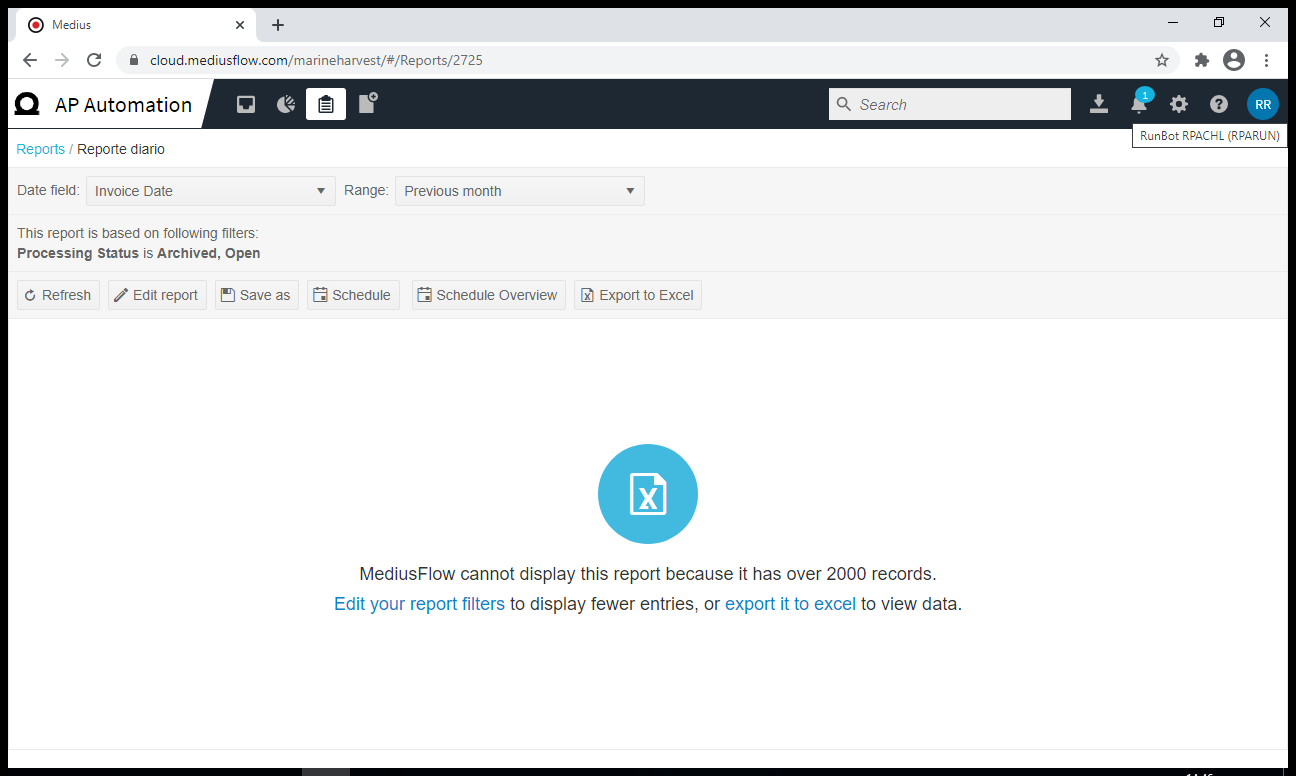 Medius
cloud.mediusflow.com/marineharvest/#/Reports/2725
AP Automation
Search
1
RR
RunBot RPACHL (RPARUN)
Reports / Reporte diario
Date field: Invoice Date Range: Previous month
This report is based on following filters:
Processing Status is Archived, Open
Refresh Edit report Save as Schedule Schedule Overview Export to Excel
X
MediusFlow cannot display this report because it has over 2000 records.
Edit your report filters to display fewer entries, or export it to excel to view data.